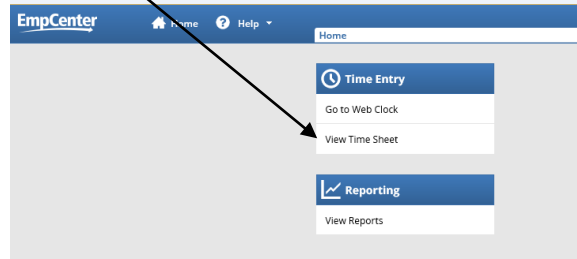 EmpCenter Home Help
Home
Time Entry
Go to Web Clock
View Time Sheet
Reporting
View Reports